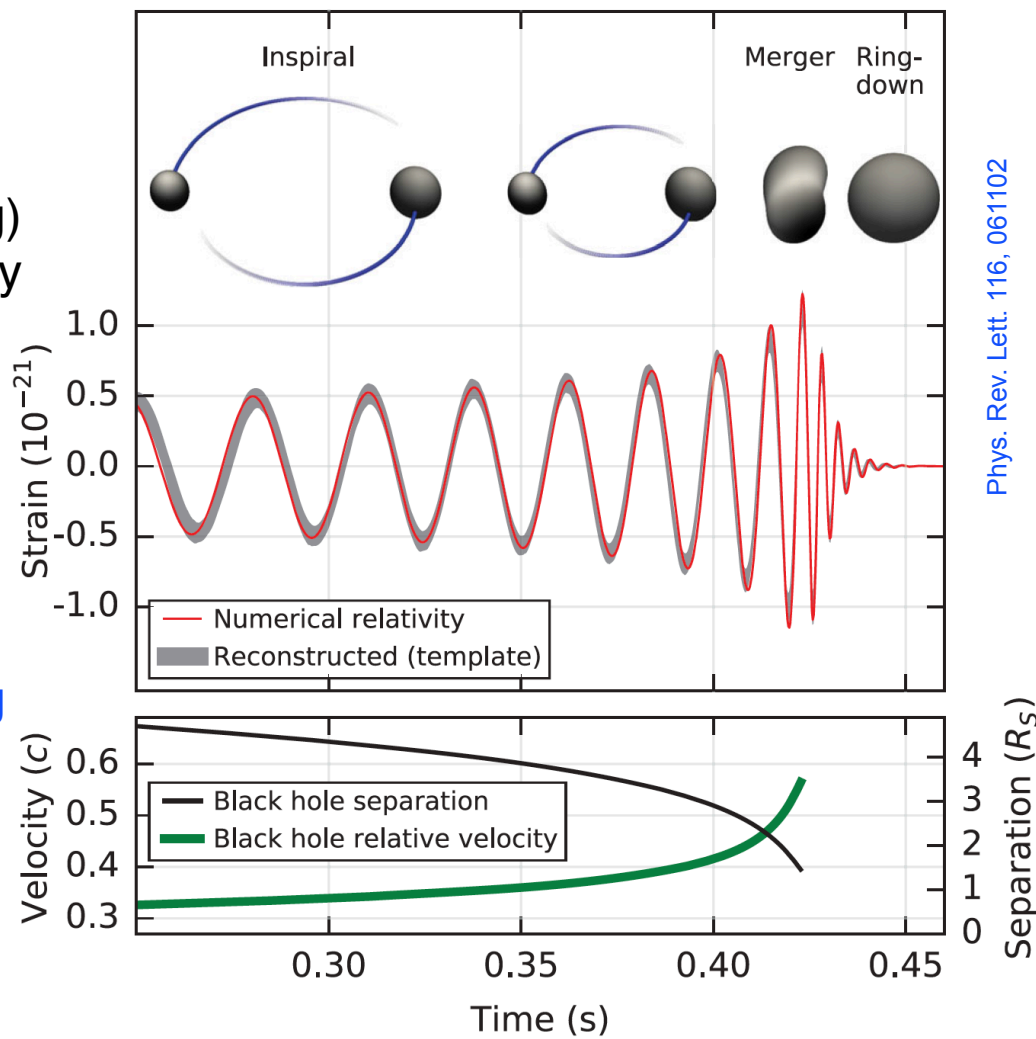 Inspiral
Merger
Ring-
down
g)
y
g
Phys. Rev. Lett. 116, 061102
Strain (10⁻²¹)
1.0
0.5
0.0
-0.5
-1.0
Numerical relativity
Reconstructed (template)
Velocity (c)
0.6
0.5
0.4
0.3
Black hole separation
Black hole relative velocity
4
3
2
1
0
Separation (R_S)
0.30
0.35
0.40
0.45
Time (s)